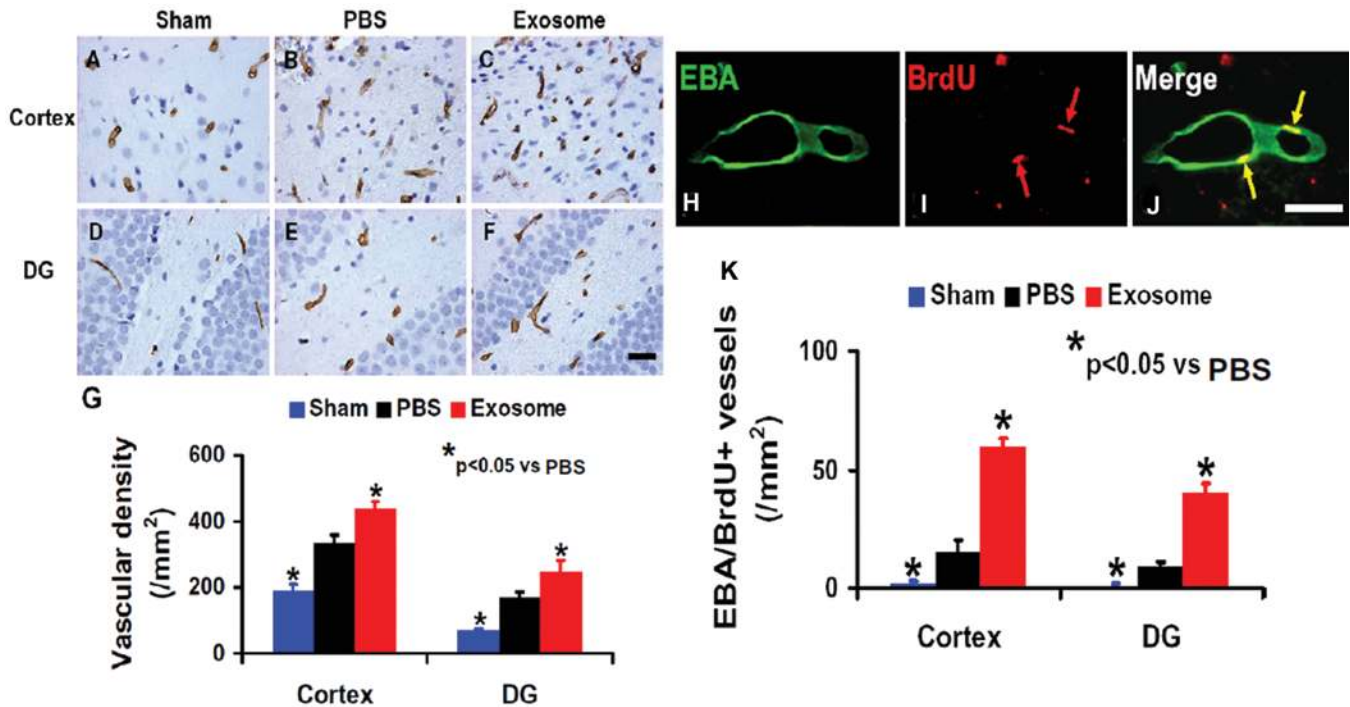 Sham PBS Exosome
Cortex
A B C
DG
D E F
EBA BrdU Merge
H I J
G
Sham PBS Exosome
*p<0.05 vs PBS
Vascular density
(/mm²)
600
400
200
0
* * * *
Cortex DG
K
Sham PBS Exosome
*p<0.05 vs PBS
EBA/BrdU+ vessels
(/mm²)
100
50
0
* * * *
Cortex DG